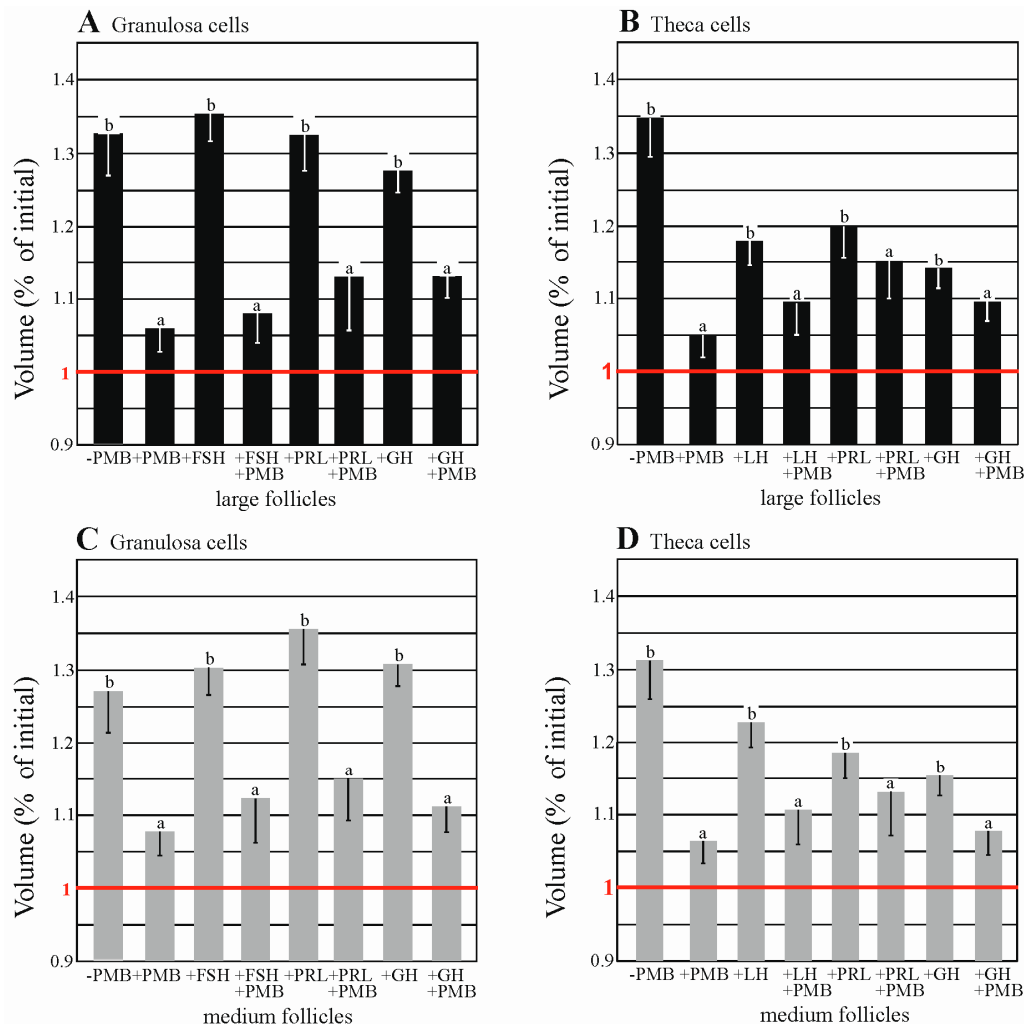 A Granulosa cells
Volume (% of initial)
1.4
1.3
1.2
1.1
1
0.9
b
a
b
a
b
a
b
a
-PMB +PMB +FSH +FSH +PRL +PRL +GH +GH
+PMB +PMB +PMB
large follicles
B Theca cells
Volume (% of initial)
1.4
1.3
1.2
1.1
1
0.9
b
a
b
a
b
a
b
a
-PMB +PMB +LH +LH +PRL +PRL +GH +GH
+PMB +PMB +PMB
large follicles
C Granulosa cells
Volume (% of initial)
1.4
1.3
1.2
1.1
1
0.9
b
a
b
a
b
a
b
a
-PMB +PMB +FSH +FSH +PRL +PRL +GH +GH
+PMB +PMB +PMB
medium follicles
D Theca cells
Volume (% of initial)
1.4
1.3
1.2
1.1
1
0.9
b
a
b
a
b
a
b
a
-PMB +PMB +LH +LH +PRL +PRL +GH +GH
+PMB +PMB +PMB
medium follicles